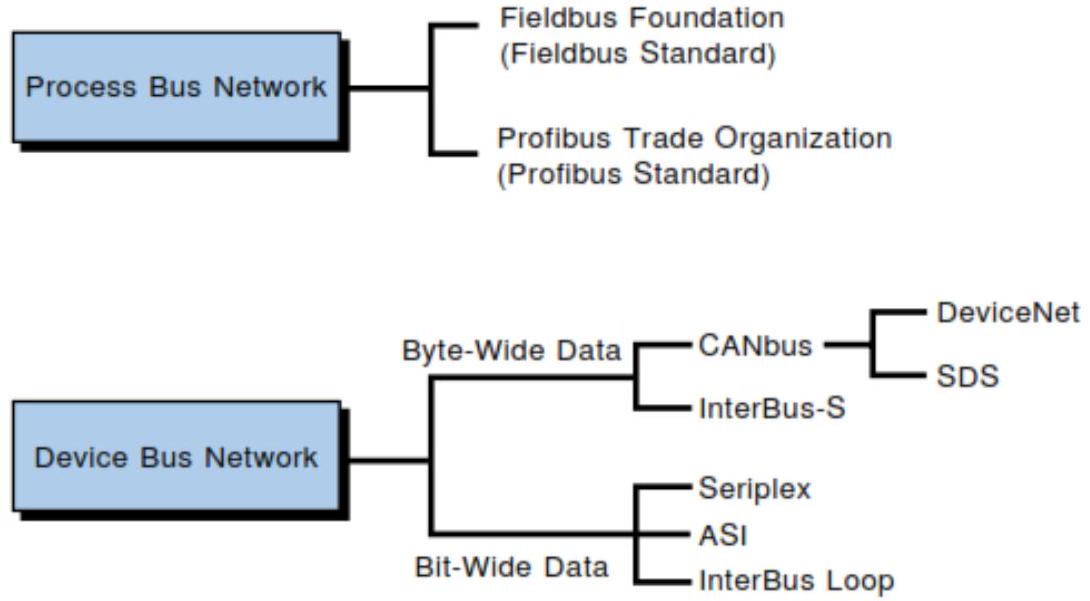 Process Bus Network
Fieldbus Foundation
(Fieldbus Standard)
Profibus Trade Organization
(Profibus Standard)
Device Bus Network
Byte-Wide Data
CANbus
DeviceNet
SDS
InterBus-S
Bit-Wide Data
Seriplex
ASI
InterBus Loop